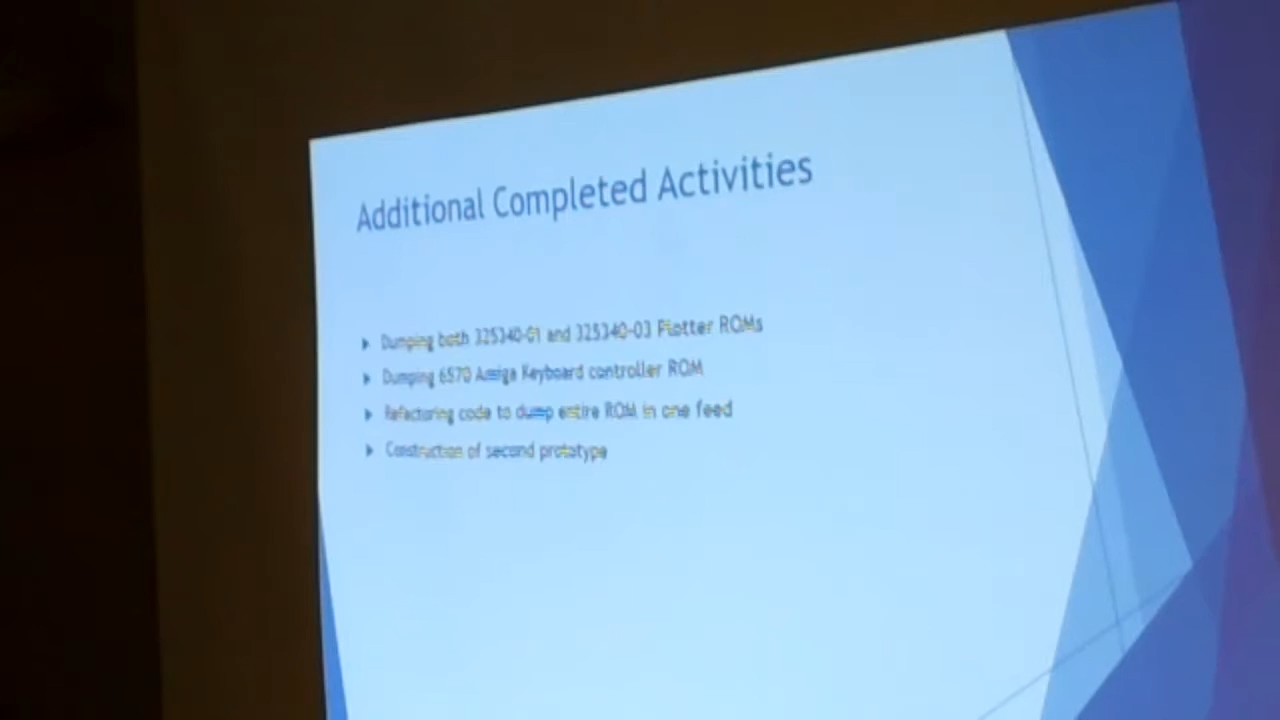 Additional Completed Activities
Dumping both 325340-01 and 325340-03 Plotter ROMs
Dumping 6570 Amiga Keyboard controller ROM
Refactoring code to dump entire ROM in one feed
Construction of second prototype